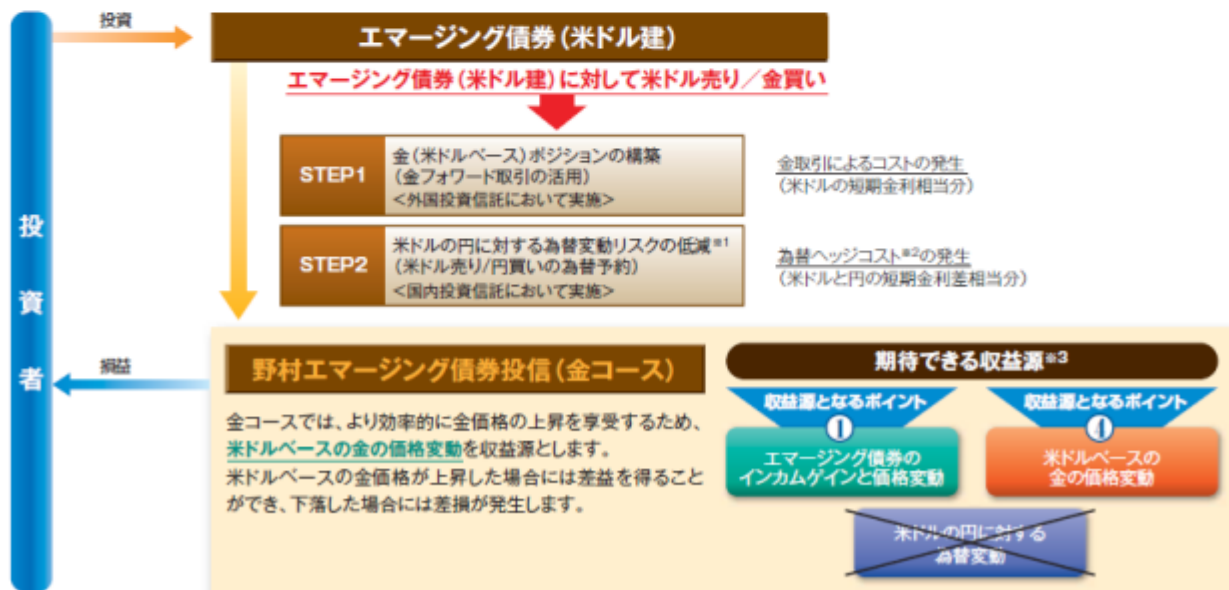 投資
エマージング債券（米ドル建）
エマージング債券（米ドル建）に対して米ドル売り／金買い
STEP1
金（米ドルベース）ポジションの構築
（金フォワード取引の活用）
<外国投資信託において実施>
金取引によるコストの発生
（米ドルの短期金利相当分）
STEP2
米ドルの円に対する為替変動リスクの低減※1
（米ドル売り/円買いの為替予約）
<国内投資信託において実施>
為替ヘッジコスト※2の発生
（米ドルと円の短期金利差相当分）
投資者
損益
野村エマージング債券投信（金コース）
金コースでは、より効率的に金価格の上昇を享受するため、
米ドルベースの金の価格変動を収益源とします。
米ドルベースの金価格が上昇した場合には差益を得ること
ができ、下落した場合には差損が発生します。
期待できる収益源※3
収益源となるポイント
1
エマージング債券の
インカムゲインと価格変動
収益源となるポイント
4
米ドルベースの
金の価格変動
米ドルの円に対する
為替変動